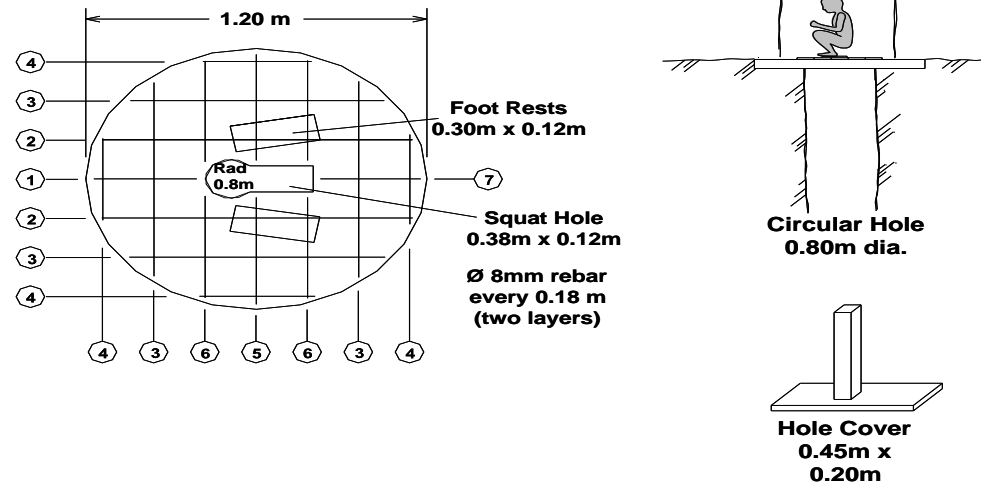 1.20 m
4
3
2
1
2
3
4
Rad
0.8m
7
Foot Rests
0.30m x 0.12m
Squat Hole
0.38m x 0.12m
Ø 8mm rebar
every 0.18 m
(two layers)
4
3
6
5
6
3
4
Circular Hole
0.80m dia.
Hole Cover
0.45m x
0.20m